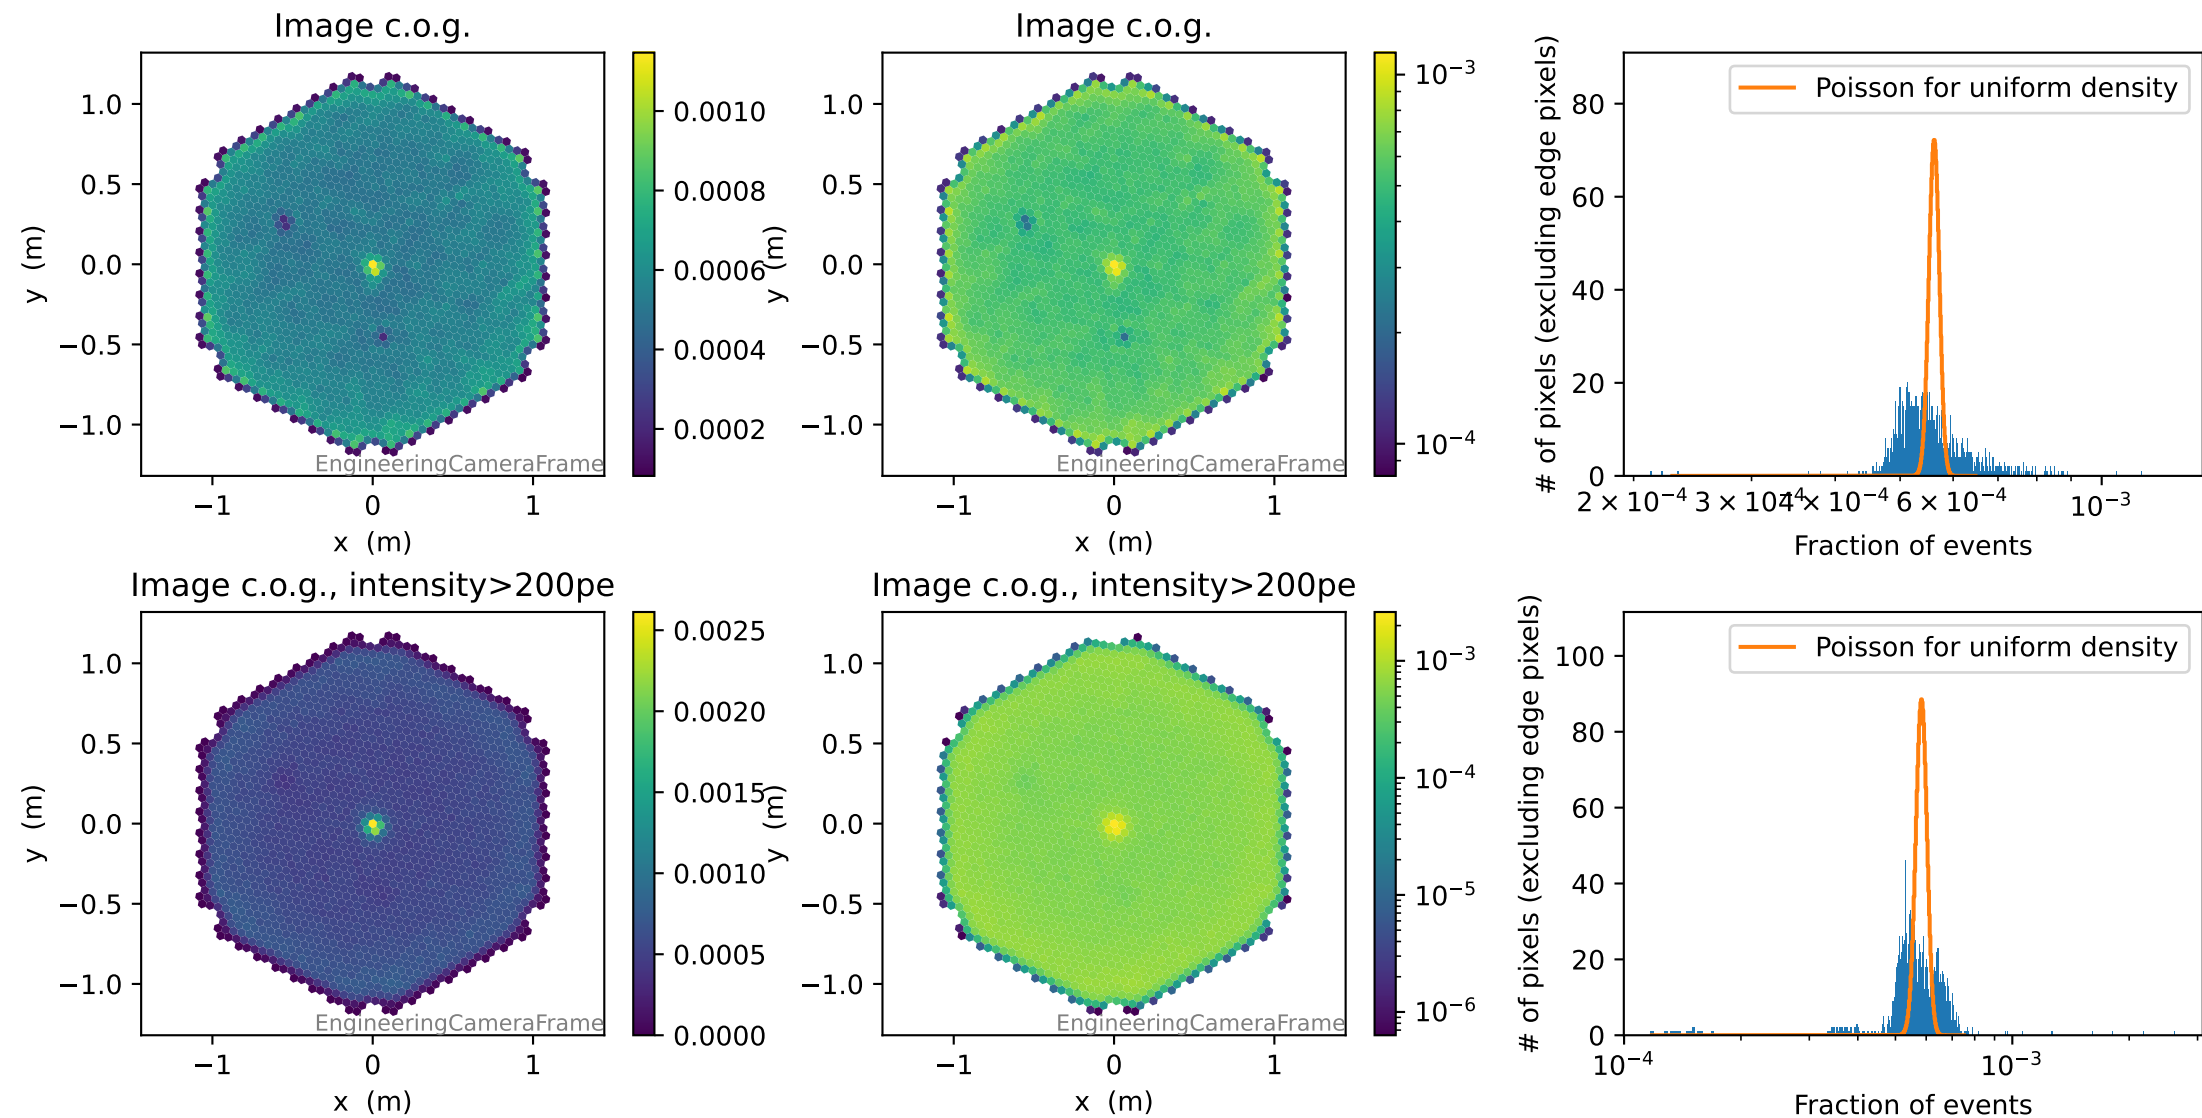 Image c.o.g.
1.0
0.5
0.0
−0.5
−1.0
y (m)
−1 0 1
x (m)
EngineeringCameraFrame
0.0010
0.0008
0.0006
0.0004
0.0002
Image c.o.g.
1.0
0.5
0.0
−0.5
−1.0
y (m)
−1 0 1
x (m)
EngineeringCameraFrame
10⁻³
10⁻⁴
Poisson for uniform density
80
60
40
20
0
# of pixels (excluding edge pixels)
2 × 10⁻⁴ 3 × 10⁻⁴ 4 × 10⁻⁴ 6 × 10⁻⁴ 10⁻³
Fraction of events
Image c.o.g., intensity>200pe
1.0
0.5
0.0
−0.5
−1.0
y (m)
−1 0 1
x (m)
EngineeringCameraFrame
0.0025
0.0020
0.0015
0.0010
0.0005
0.0000
Image c.o.g., intensity>200pe
1.0
0.5
0.0
−0.5
−1.0
y (m)
−1 0 1
x (m)
EngineeringCameraFrame
10⁻³
10⁻⁴
10⁻⁵
10⁻⁶
Poisson for uniform density
100
80
60
40
20
0
# of pixels (excluding edge pixels)
10⁻⁴ 10⁻³
Fraction of events